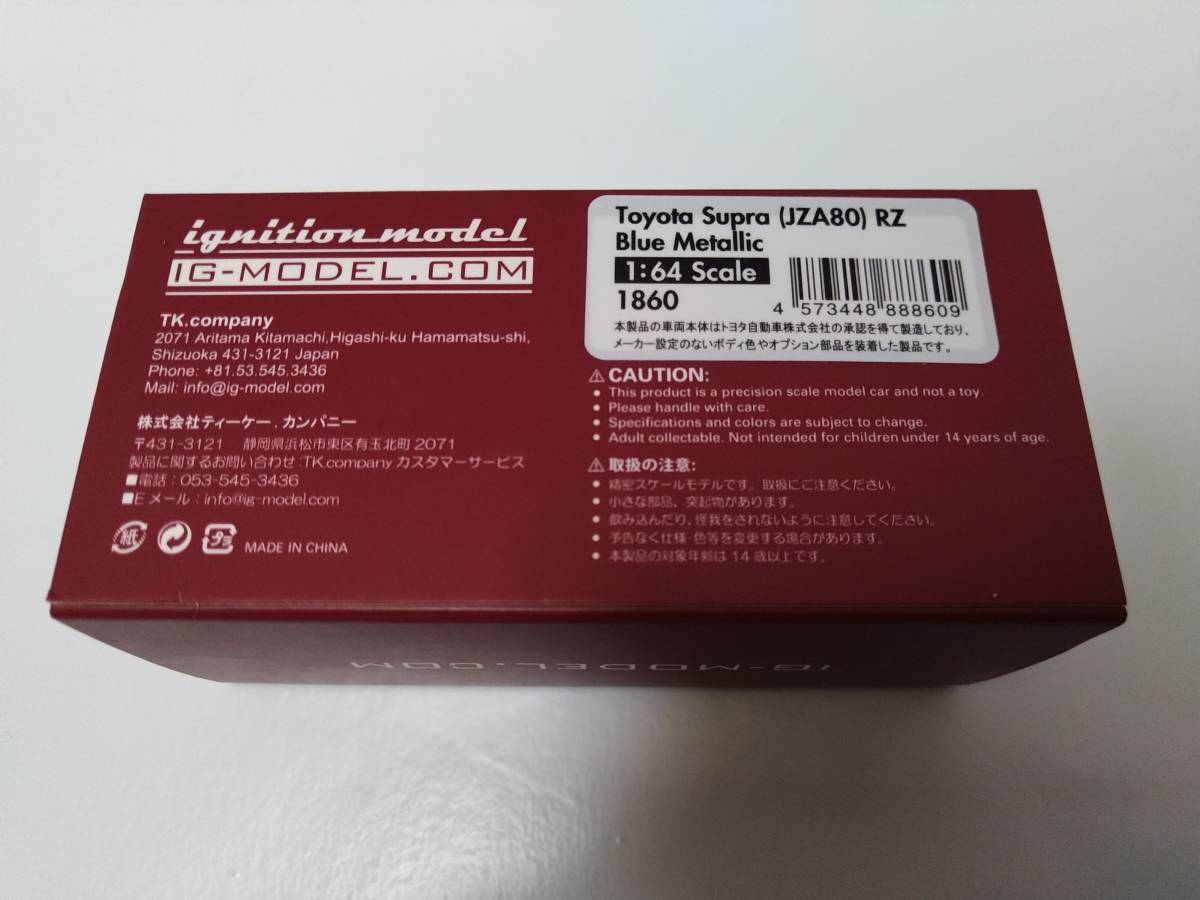 ignition model
IG-MODEL.COM
TK.company
2071 Aritama Kitamachi,Higashi-ku Hamamatsu-shi,
Shizuoka 431-3121 Japan
Phone: +81.53.545.3436
Mail: info@ig-model.com
株式会社ティーケー.カンパニー
〒431-3121 静岡県浜松市東区有玉北町 2071
製品に関するお問い合わせ:TK.company カスタマーサービス
■電話：053-545-3436
■Eメール：info@ig-model.com
紙 プラ MADE IN CHINA
Toyota Supra (JZA80) RZ
Blue Metallic
1:64 Scale
1860
4 573448 888609
本製品の車両本体はトヨタ自動車株式会社の承認を得て製造しており、
メーカー設定のないボディ色やオプション部品を装着した製品です。
⚠CAUTION:
• This product is a precision scale model car and not a toy.
• Please handle with care.
• Specifications and colors are subject to change.
• Adult collectable. Not intended for children under 14 years of age.
⚠取扱の注意:
• 精密スケールモデルです。取扱にご注意ください。
• 小さな部品、突起物があります。
• 飲み込んだり、怪我をされないように注意してください。
• 予告なく仕様・色等を変更する場合があります。
• 本製品の対象年齢は 14 歳以上です。
IG-MODEL.COM